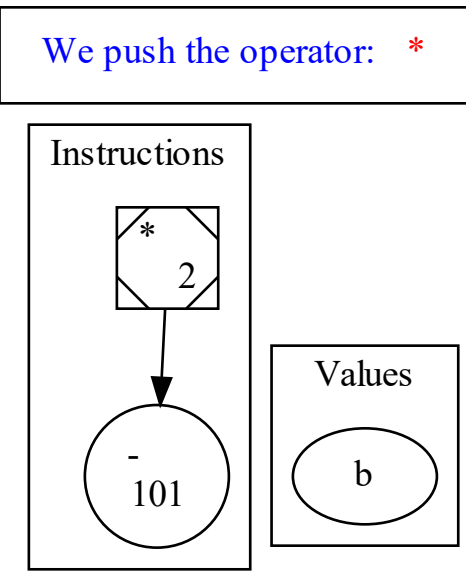 We push the operator: *
Instructions
*
2
-
101
Values
b